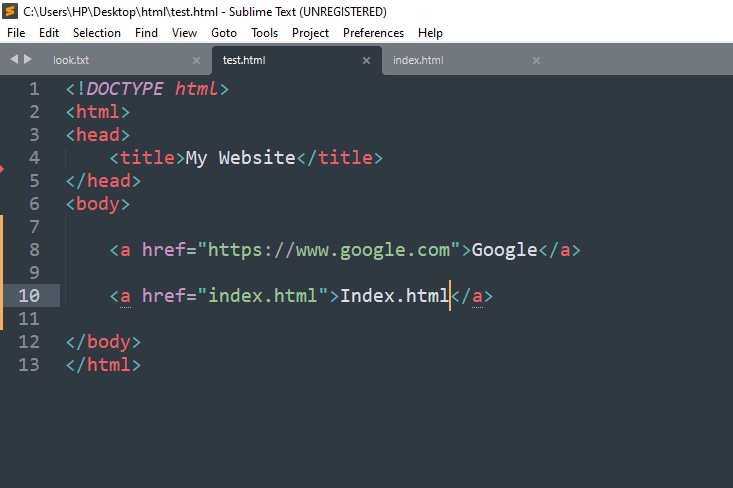 C:\Users\HP\Desktop\html\test.html - Sublime Text (UNREGISTERED)
File Edit Selection Find View Goto Tools Project Preferences Help
look.txt test.html index.html
1 <!DOCTYPE html>
2 <html>
3 <head>
4 <title>My Website</title>
5 </head>
6 <body>
7
8 <a href="https://www.google.com">Google</a>
9
10 <a href="index.html">Index.html</a>
11
12 </body>
13 </html>